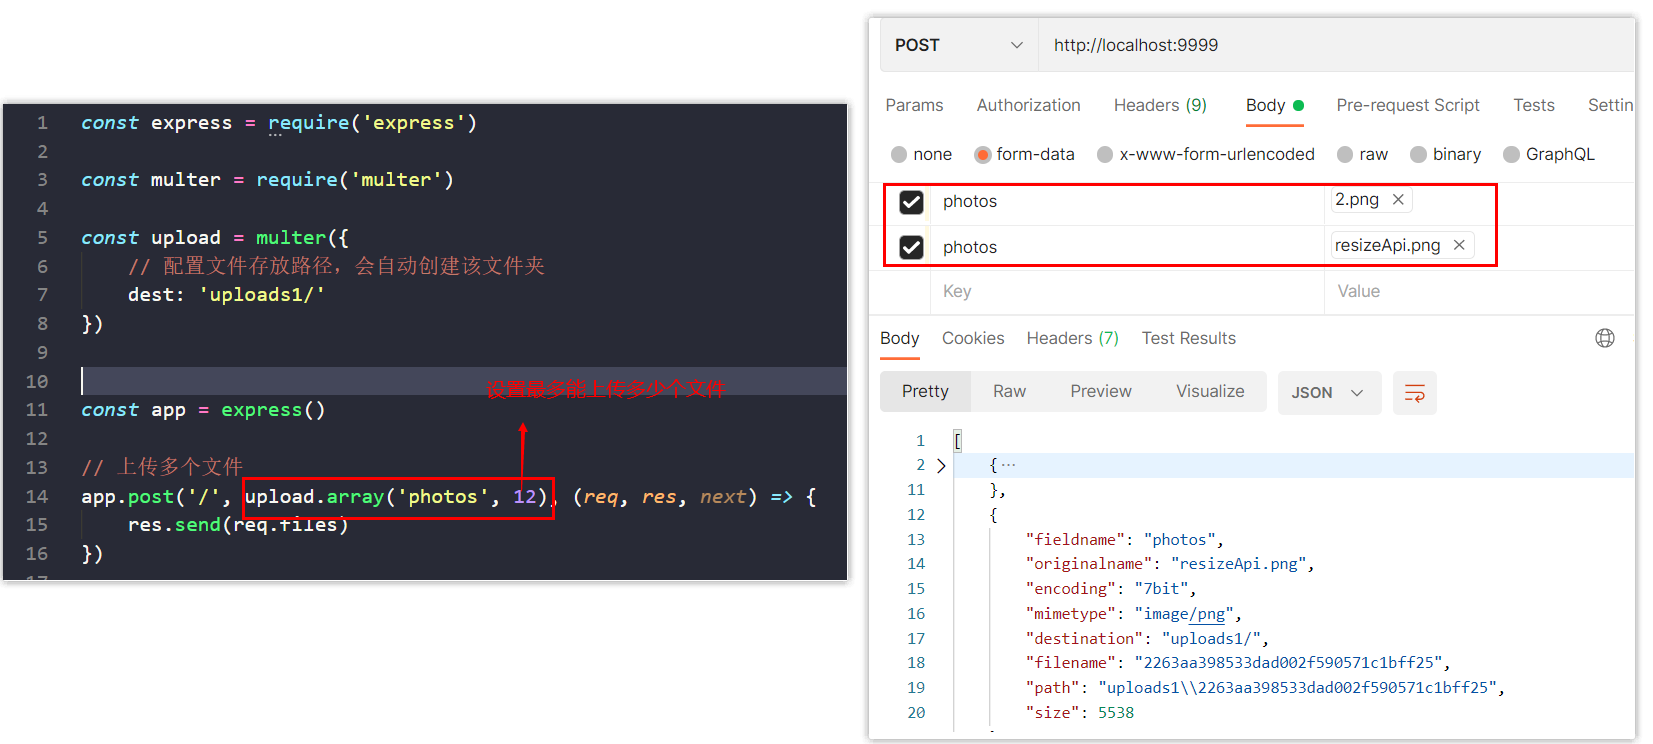 1 const express = require('express')
2
3 const multer = require('multer')
4
5 const upload = multer({
6 // 配置文件存放路径，会自动创建该文件夹
7 dest: 'uploads1/'
8 })
9
10
设置最多能上传多少个文件
11 const app = express()
12
13 // 上传多个文件
14 app.post('/', upload.array('photos', 12), (req, res, next) => {
15 res.send(req.files)
16 })
17
POST http://localhost:9999
Params Authorization Headers (9) Body Pre-request Script Tests Settin
none form-data x-www-form-urlencoded raw binary GraphQL
photos 2.png ×
photos resizeApi.png ×
Key Value
Body Cookies Headers (7) Test Results
Pretty Raw Preview Visualize JSON
1 [
2 { ...
11 },
12 {
13 "fieldname": "photos",
14 "originalname": "resizeApi.png",
15 "encoding": "7bit",
16 "mimetype": "image/png",
17 "destination": "uploads1/",
18 "filename": "2263aa398533dad002f590571c1bff25",
19 "path": "uploads1\\2263aa398533dad002f590571c1bff25",
20 "size": 5538